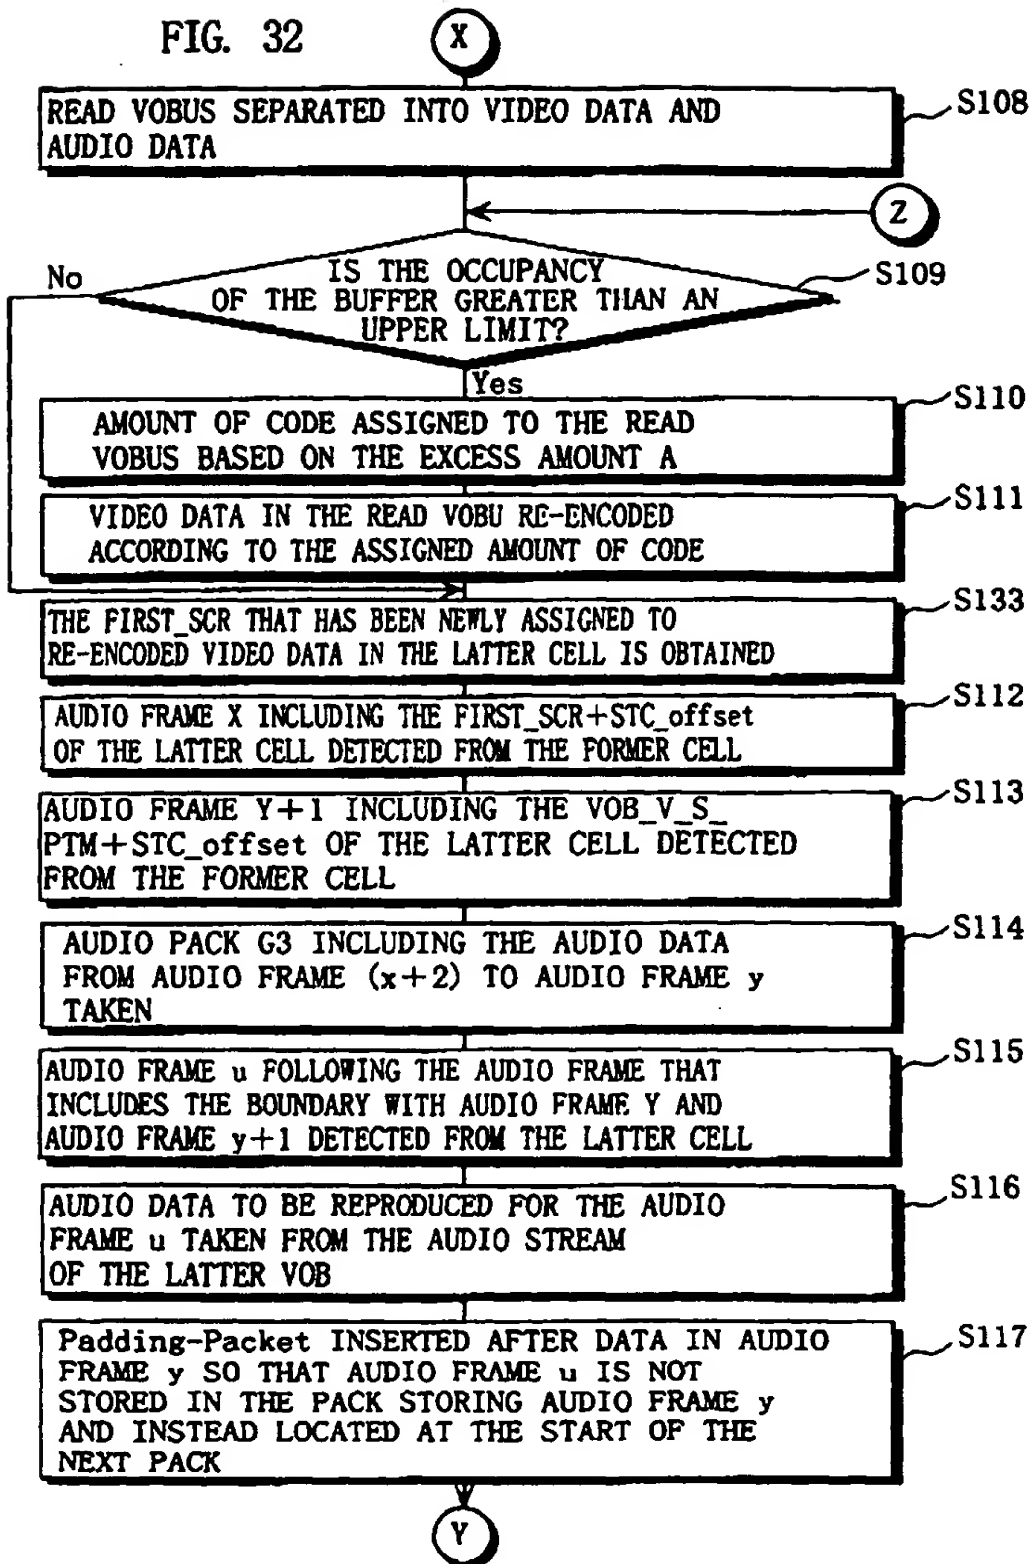 FIG. 32
X
READ VOBUS SEPARATED INTO VIDEO DATA AND
AUDIO DATA
S108
Z
No
IS THE OCCUPANCY
OF THE BUFFER GREATER THAN AN
UPPER LIMIT?
S109
Yes
AMOUNT OF CODE ASSIGNED TO THE READ
VOBUS BASED ON THE EXCESS AMOUNT A
S110
VIDEO DATA IN THE READ VOBU RE-ENCODED
ACCORDING TO THE ASSIGNED AMOUNT OF CODE
S111
THE FIRST_SCR THAT HAS BEEN NEWLY ASSIGNED TO
RE-ENCODED VIDEO DATA IN THE LATTER CELL IS OBTAINED
S133
AUDIO FRAME X INCLUDING THE FIRST_SCR+STC_offset
OF THE LATTER CELL DETECTED FROM THE FORMER CELL
S112
AUDIO FRAME Y+1 INCLUDING THE VOB_V_S_
PTM+STC_offset OF THE LATTER CELL DETECTED
FROM THE FORMER CELL
S113
AUDIO PACK G3 INCLUDING THE AUDIO DATA
FROM AUDIO FRAME (x+2) TO AUDIO FRAME y
TAKEN
S114
AUDIO FRAME u FOLLOWING THE AUDIO FRAME THAT
INCLUDES THE BOUNDARY WITH AUDIO FRAME Y AND
AUDIO FRAME y+1 DETECTED FROM THE LATTER CELL
S115
AUDIO DATA TO BE REPRODUCED FOR THE AUDIO
FRAME u TAKEN FROM THE AUDIO STREAM
OF THE LATTER VOB
S116
Padding-Packet INSERTED AFTER DATA IN AUDIO
FRAME y SO THAT AUDIO FRAME u IS NOT
STORED IN THE PACK STORING AUDIO FRAME y
AND INSTEAD LOCATED AT THE START OF THE
NEXT PACK
S117
Y